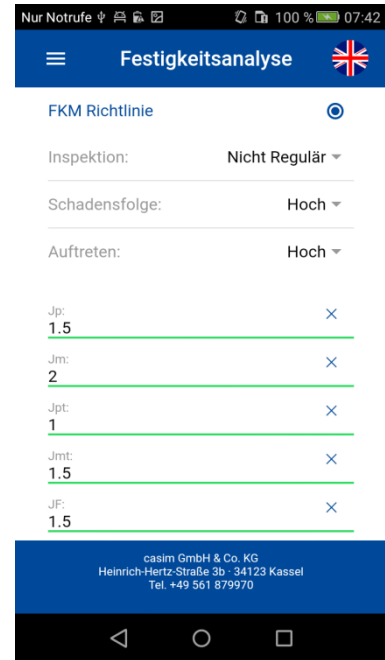 Nur Notrufe 100 % 07:42
Festigkeitsanalyse
FKM Richtlinie
Inspektion: Nicht Regulär
Schadensfolge: Hoch
Auftreten: Hoch
Jp:
1.5
Jm:
2
Jpt:
1
Jmt:
1.5
JF:
1.5
casim GmbH & Co. KG
Heinrich-Hertz-Straße 3b · 34123 Kassel
Tel. +49 561 879970